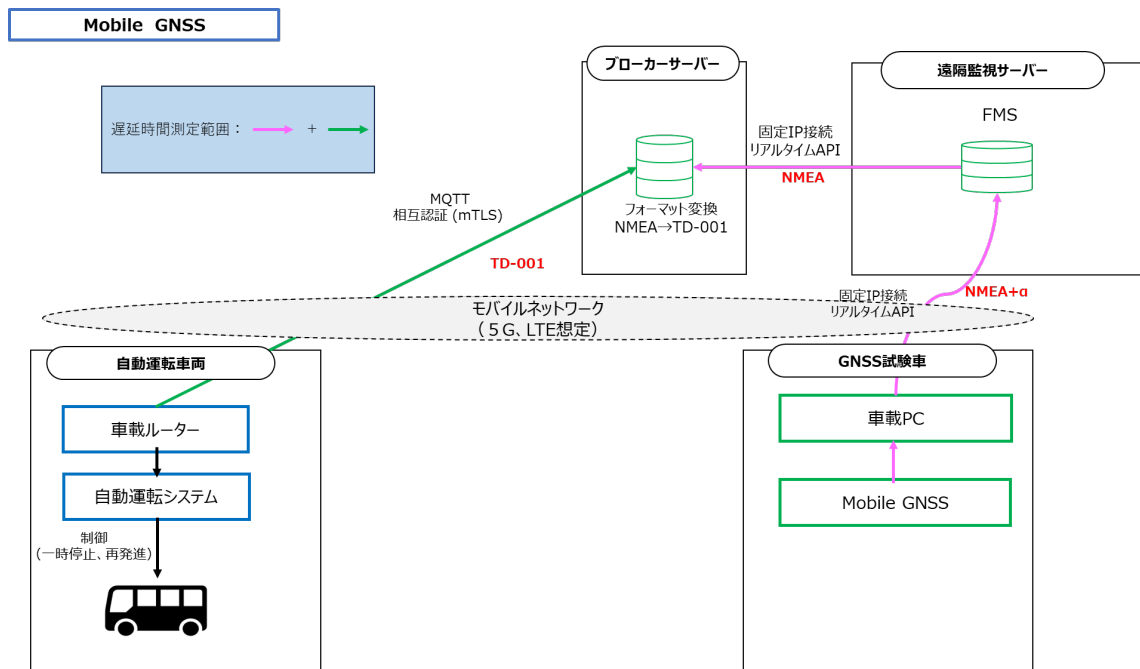 Mobile GNSS
遅延時間測定範囲： +
ブローカーサーバー
フォーマット変換
NMEA→TD-001
固定IP接続
リアルタイムAPI
NMEA
遠隔監視サーバー
FMS
MQTT
相互認証 (mTLS)
TD-001
モバイルネットワーク
（５G、LTE想定）
固定IP接続
リアルタイムAPI
NMEA+α
自動運転車両
車載ルーター
自動運転システム
制御
(一時停止、再発進)
GNSS試験車
車載PC
Mobile GNSS